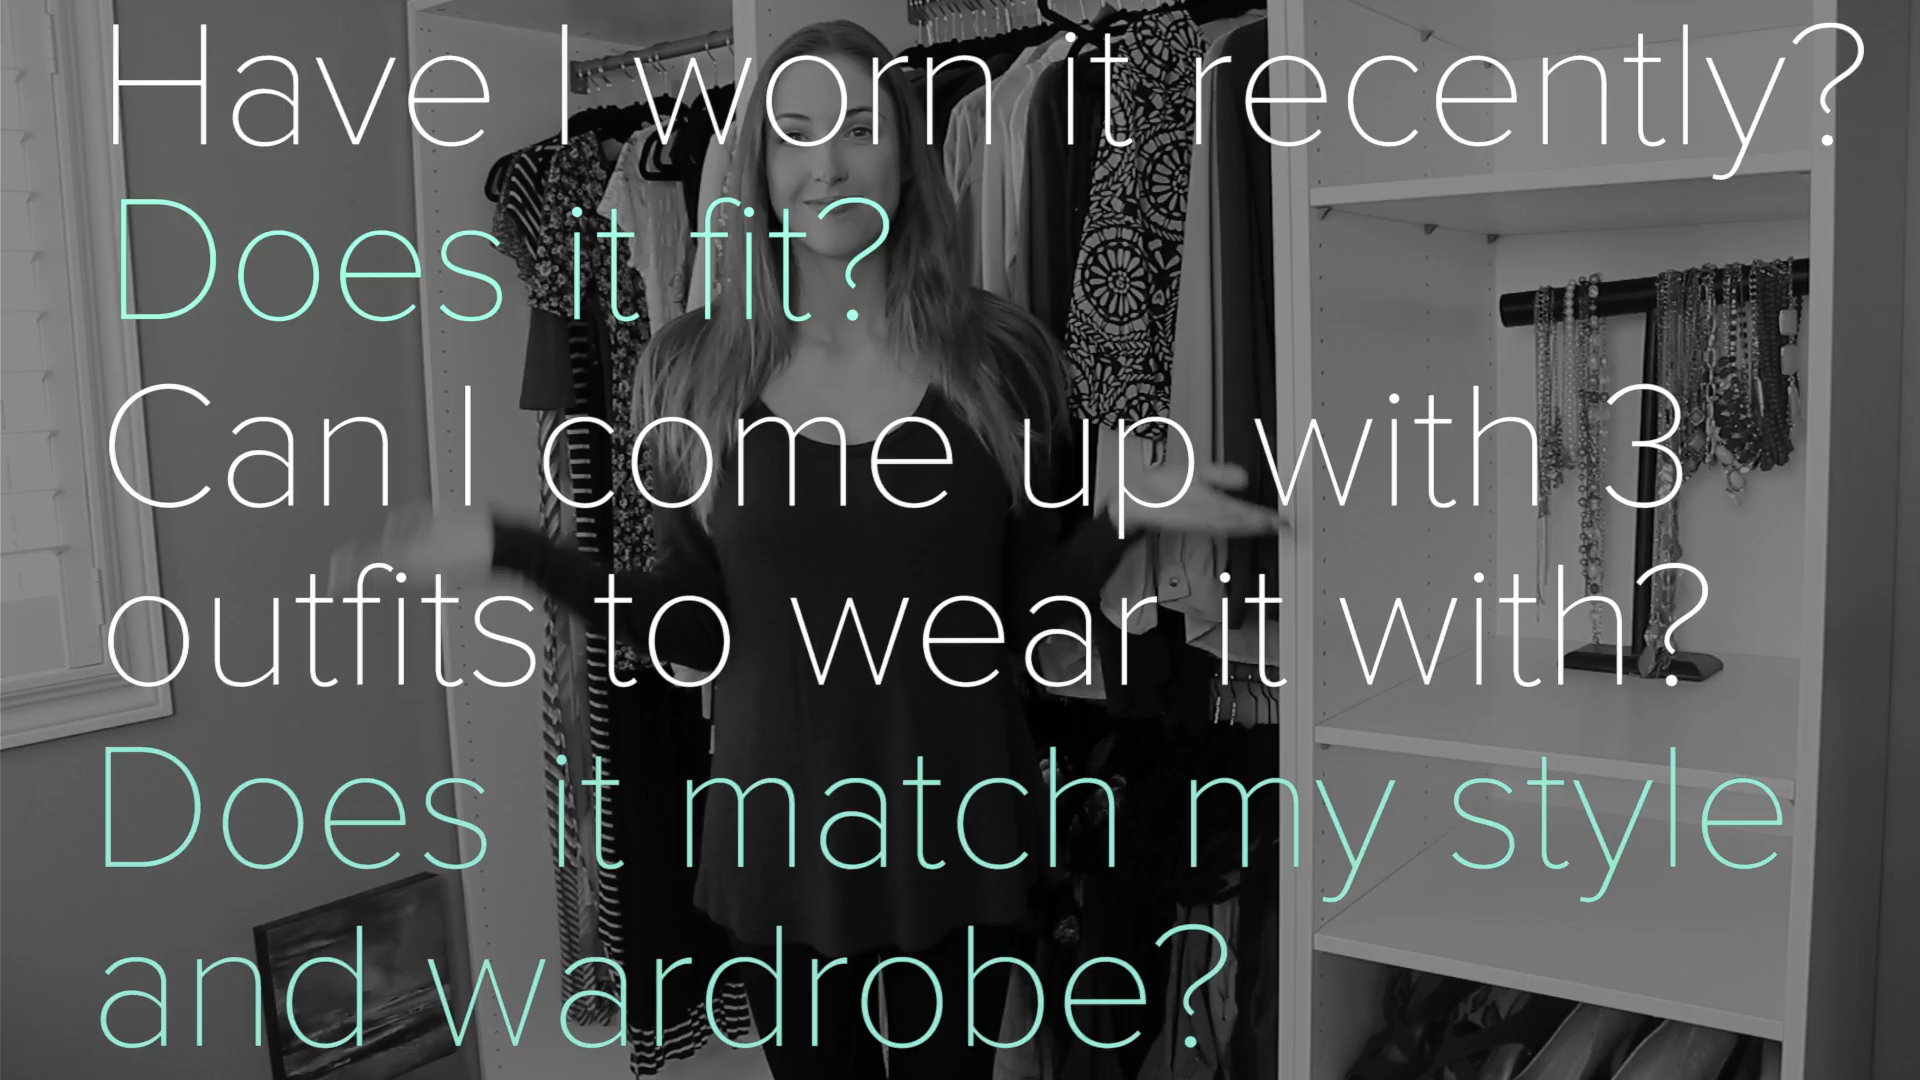 Have I worn it recently?
Does it fit?
Can I come up with 3
outfits to wear it with?
Does it match my style
and wardrobe?